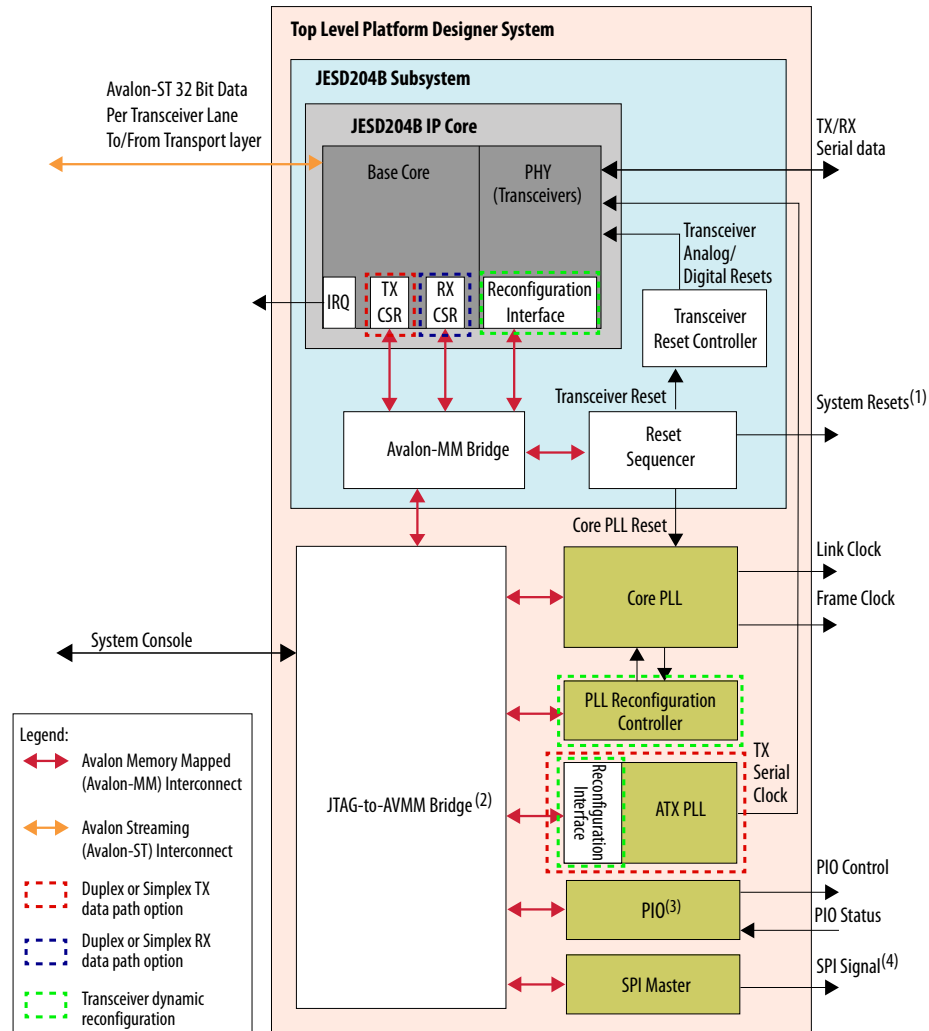 Top Level Platform Designer System
JESD204B Subsystem
Avalon-ST 32 Bit Data
Per Transceiver Lane
To/From Transport layer
JESD204B IP Core
TX/RX
Serial data
Base Core
PHY
(Transceivers)
Transceiver
Analog/
Digital Resets
IRQ
TX
CSR
RX
CSR
Reconfiguration
Interface
Transceiver
Reset Controller
Transceiver Reset
System Resets(1)
Avalon-MM Bridge
Reset
Sequencer
Core PLL Reset
Link Clock
Core PLL
Frame Clock
System Console
PLL Reconfiguration
Controller
TX
Serial
Clock
JTAG-to-AVMM Bridge(2)
Reconfiguration
Interface
ATX PLL
PIO Control
PIO(3)
PIO Status
SPI Signal(4)
SPI Master
Legend:
Avalon Memory Mapped
(Avalon-MM) Interconnect
Avalon Streaming
(Avalon-ST) Interconnect
Duplex or Simplex TX
data path option
Duplex or Simplex RX
data path option
Transceiver dynamic
reconfiguration